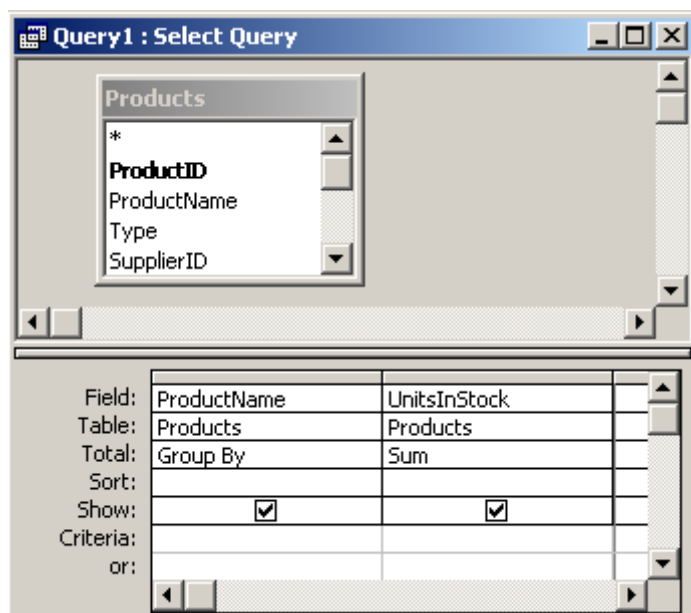 Query1 : Select Query
Products
*
ProductID
ProductName
Type
SupplierID
Field: ProductName UnitsInStock
Table: Products Products
Total: Group By Sum
Sort:
Show:
Criteria:
or: